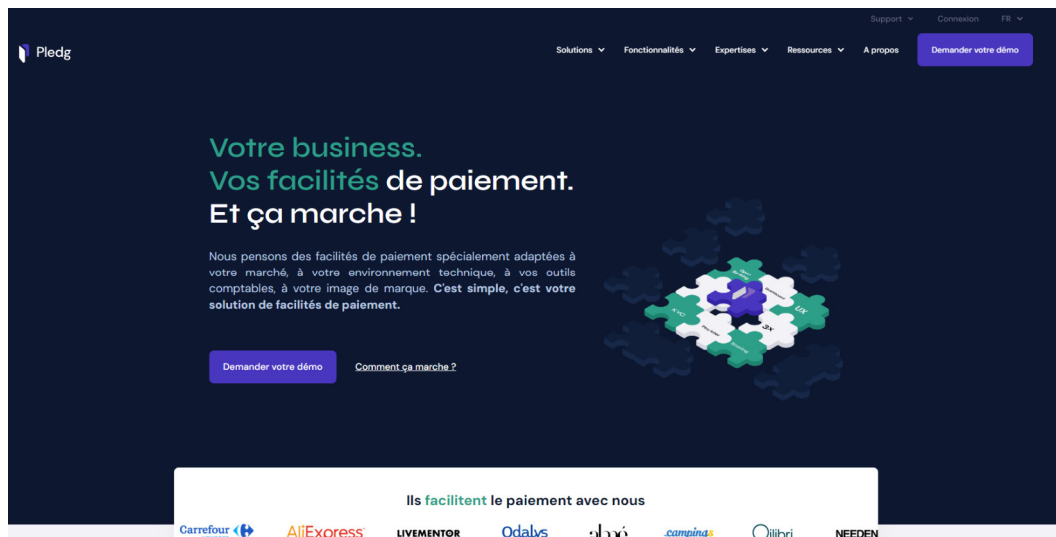 Support Connexion FR
Pledg
Solutions Fonctionnalités Expertises Ressources A propos Demander votre démo
Votre business.
Vos facilités de paiement.
Et ça marche !
Nous pensons des facilités de paiement spécialement adaptées à
votre marché, à votre environnement technique, à vos outils
comptables, à votre image de marque. C'est simple, c'est votre
solution de facilités de paiement.
Demander votre démo Comment ça marche ?
UX
KYC
3X
Ils facilitent le paiement avec nous
Carrefour AliExpress LIVEMENTOR Odalys campings Oilibri NEEDEN